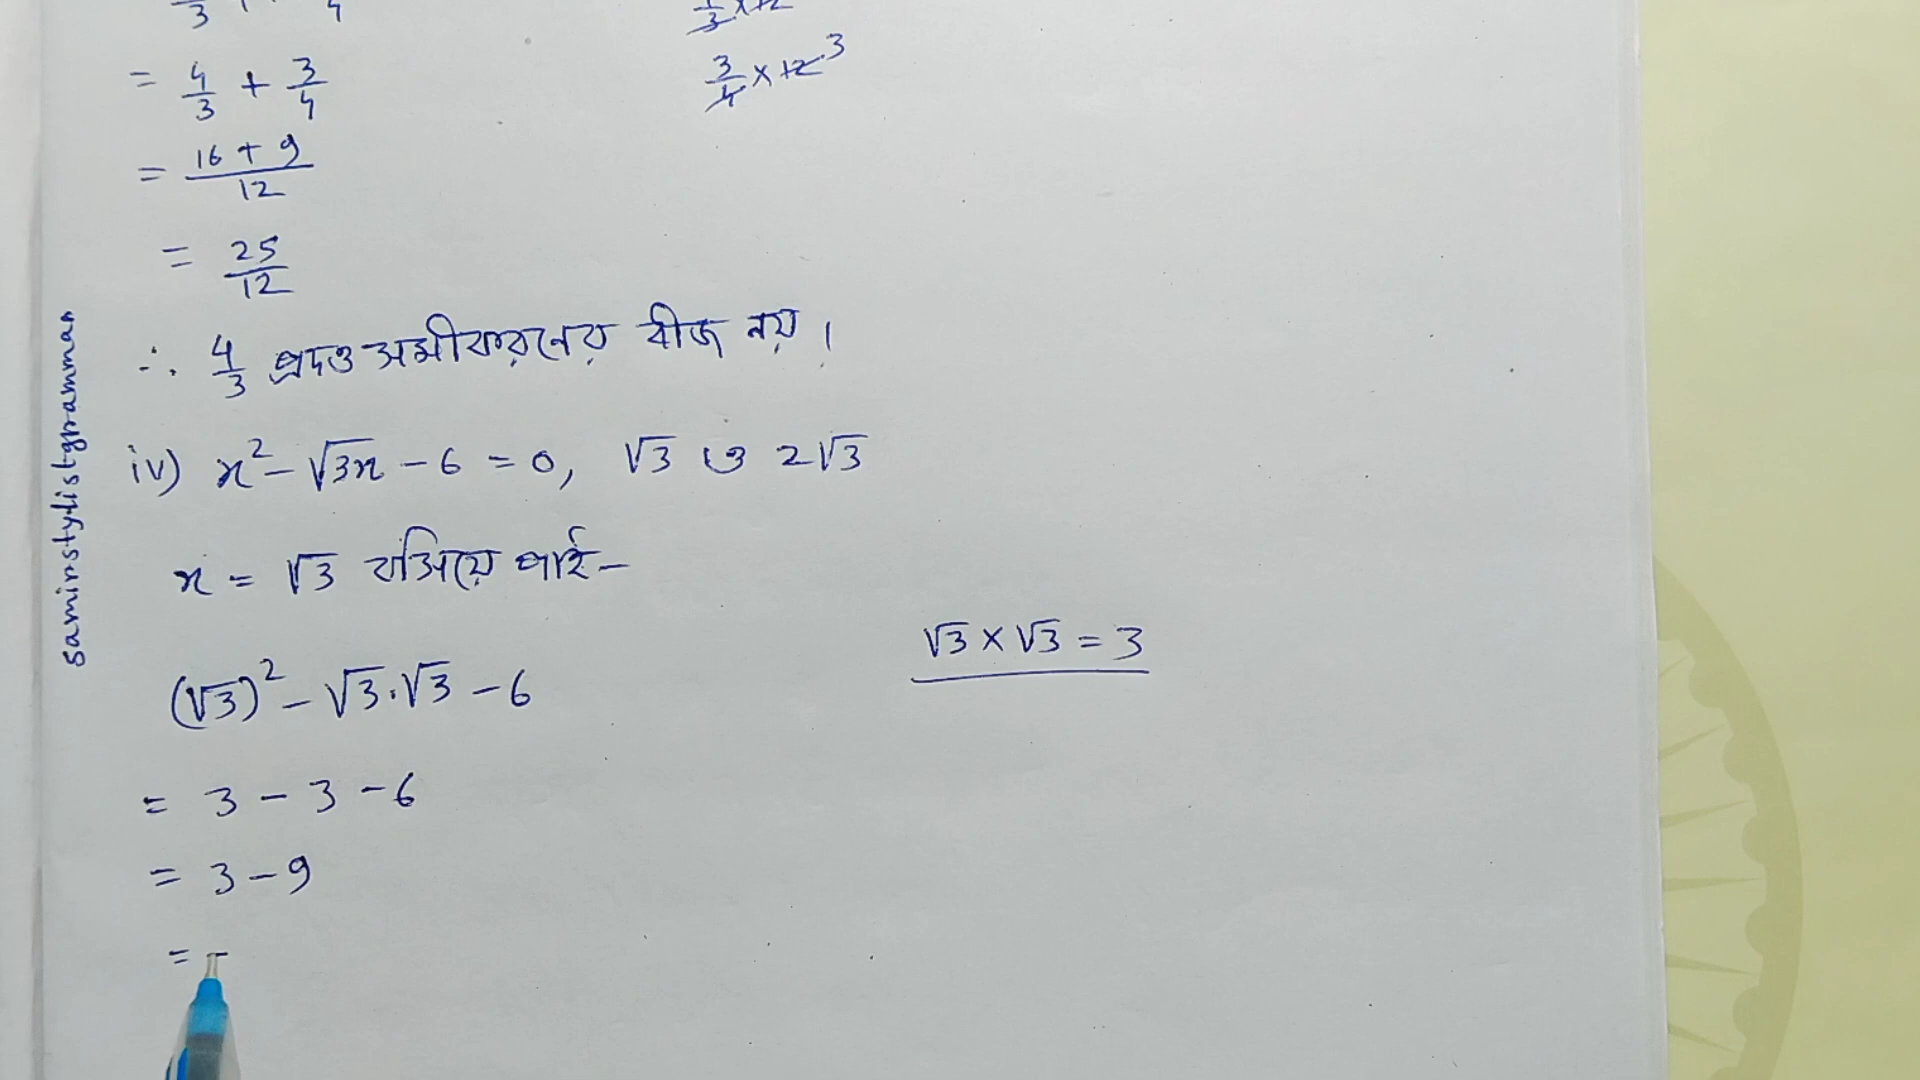 = 4/3 + 3/4
= (16 + 9)/12
= 25/12
∴ 4/3 প্রদত্ত সমীকরনের বীজ নয়।
iv) x² - √3x - 6 = 0, √3 ও 2√3
x = √3 বসিয়ে পাই-
(√3)² - √3.√3 - 6
= 3 - 3 - 6
= 3 - 9
= -
3/4 × 12 3
√3 × √3 = 3